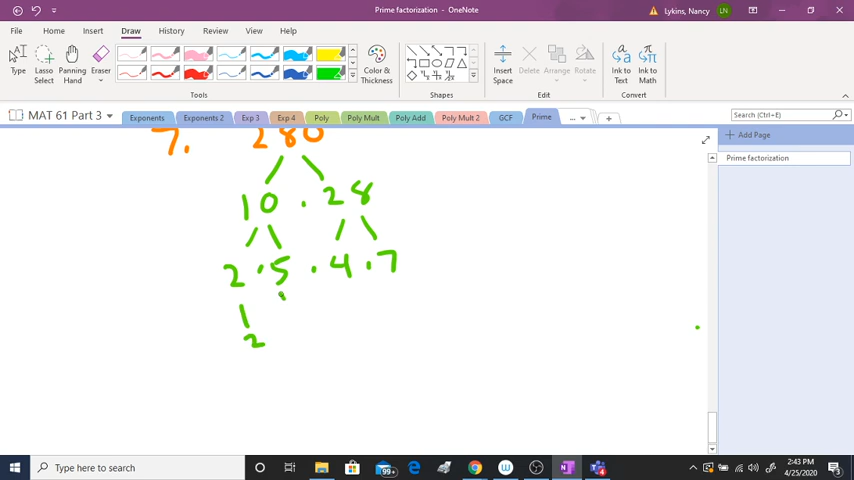 Prime factorization - OneNote
Lykins, Nancy
LN
File Home Insert Draw History Review View Help
Type
Lasso Select
Panning Hand
Eraser
Color & Thickness
Insert Space
Delete
Arrange
Rotate
Ink to Text
Ink to Math
Tools
Shapes
Edit
Convert
MAT 61 Part 3
Exponents
Exponents 2
Exp 3
Exp 4
Poly
Poly Mult
Poly Add
Poly Mult 2
GCF
Prime
...
Search (Ctrl+E)
Add Page
Prime factorization
7. 280
10 . 28
2 . 5 . 4 . 7
2
Type here to search
99+
2:43 PM
4/25/2020
3